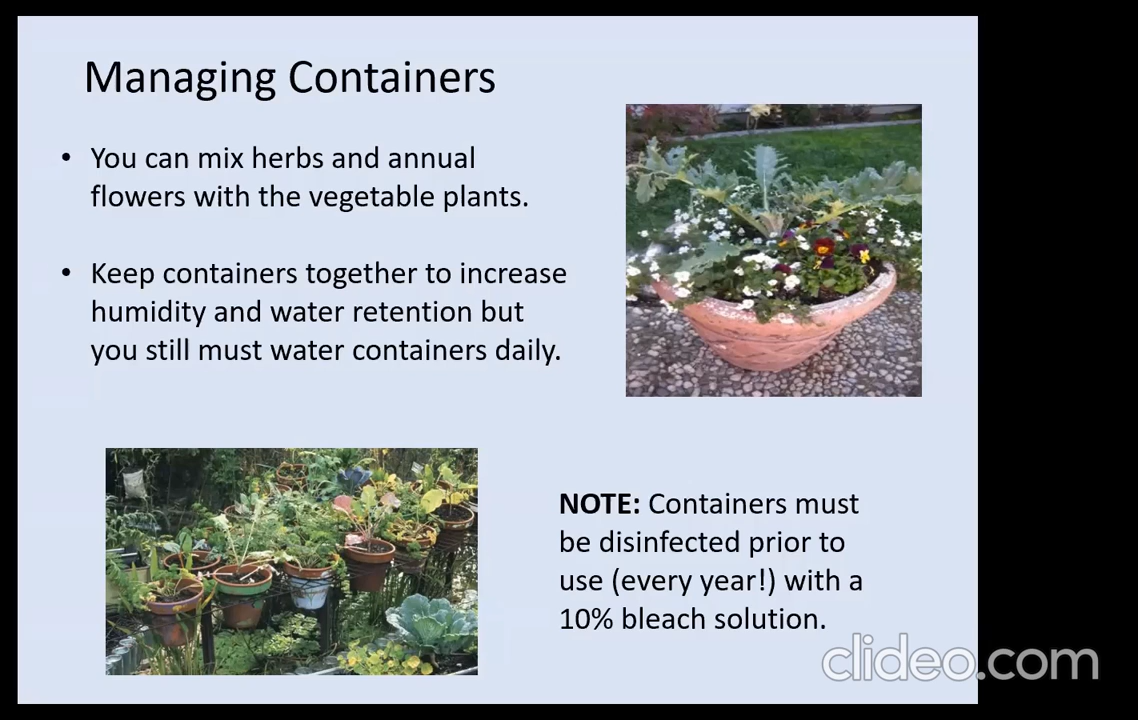 Managing Containers
• You can mix herbs and annual
flowers with the vegetable plants.
• Keep containers together to increase
humidity and water retention but
you still must water containers daily.
NOTE: Containers must
be disinfected prior to
use (every year!) with a
10% bleach solution.
clideo.com